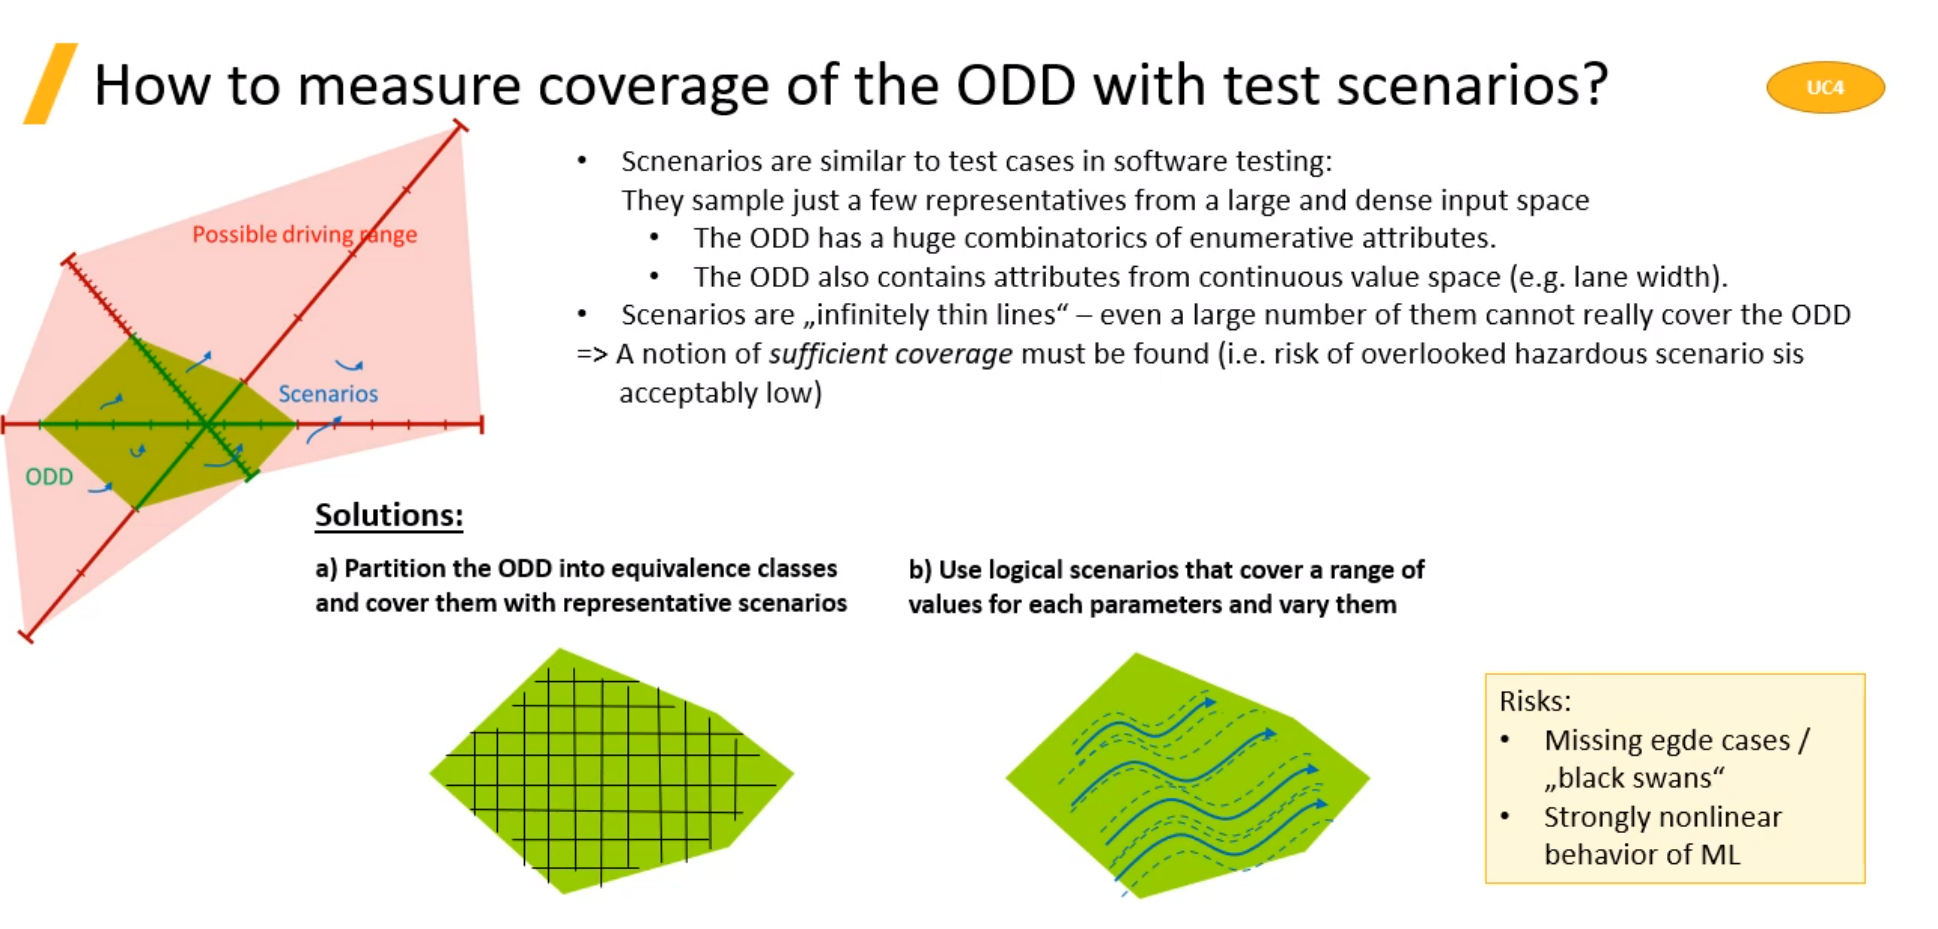 How to measure coverage of the ODD with test scenarios?
UC4
Possible driving range
Scenarios
ODD
• Scnenarios are similar to test cases in software testing:
They sample just a few representatives from a large and dense input space
• The ODD has a huge combinatorics of enumerative attributes.
• The ODD also contains attributes from continuous value space (e.g. lane width).
• Scenarios are „infinitely thin lines“ – even a large number of them cannot really cover the ODD
=> A notion of sufficient coverage must be found (i.e. risk of overlooked hazardous scenario sis
acceptably low)
Solutions:
a) Partition the ODD into equivalence classes
and cover them with representative scenarios
b) Use logical scenarios that cover a range of
values for each parameters and vary them
Risks:
• Missing egde cases /
„black swans“
• Strongly nonlinear
behavior of ML